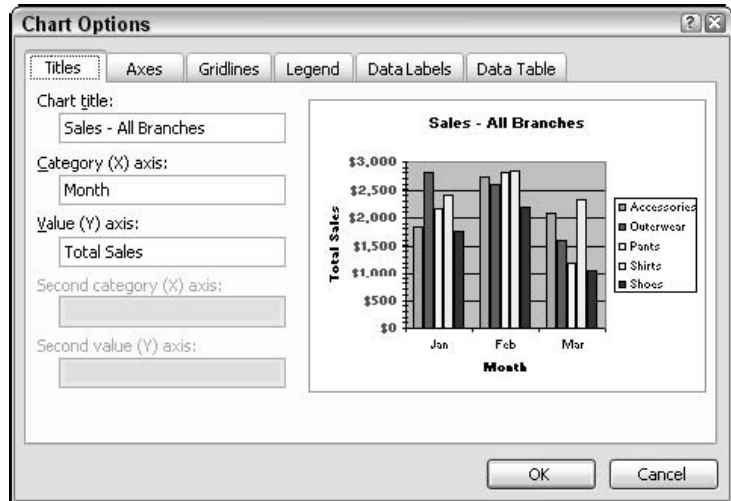 Chart Options
Titles Axes Gridlines Legend Data Labels Data Table
Chart title:
Sales - All Branches
Category (X) axis:
Month
Value (Y) axis:
Total Sales
Second category (X) axis:
Second value (Y) axis:
Sales - All Branches
Total Sales
$3,000
$2,500
$2,000
$1,500
$1,000
$500
$0
Jan Feb Mar
Month
Accessories
Outerwear
Pants
Shirts
Shoes
OK Cancel